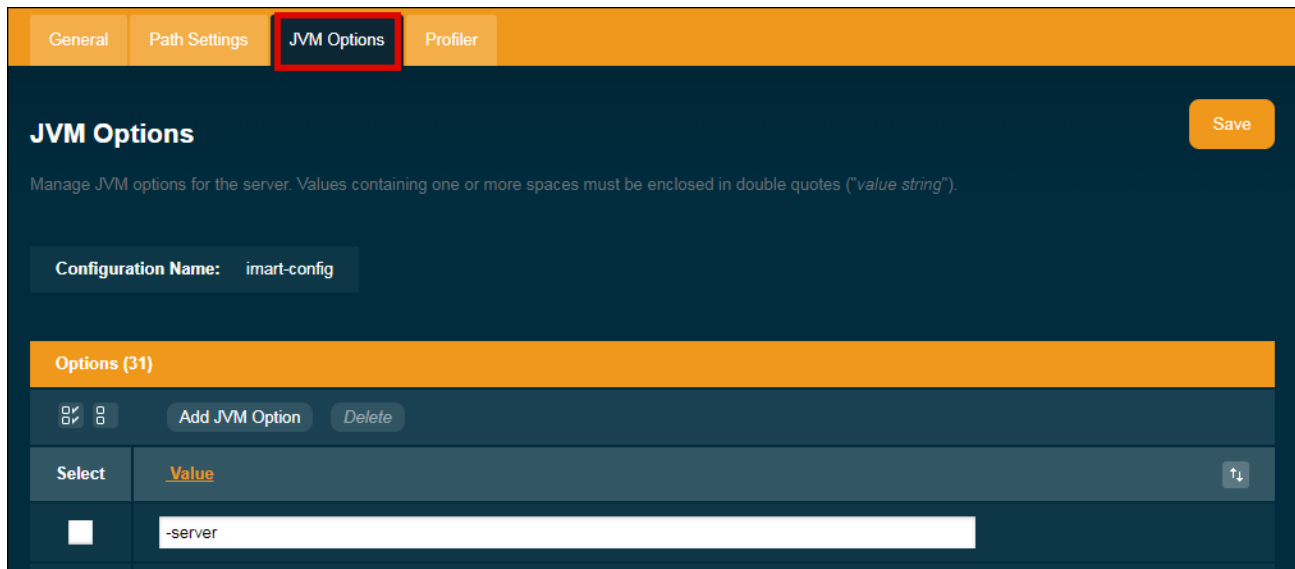 General Path Settings JVM Options Profiler
JVM Options
Save
Manage JVM options for the server. Values containing one or more spaces must be enclosed in double quotes ("value string").
Configuration Name: imart-config
Options (31)
Add JVM Option Delete
Select Value
-server